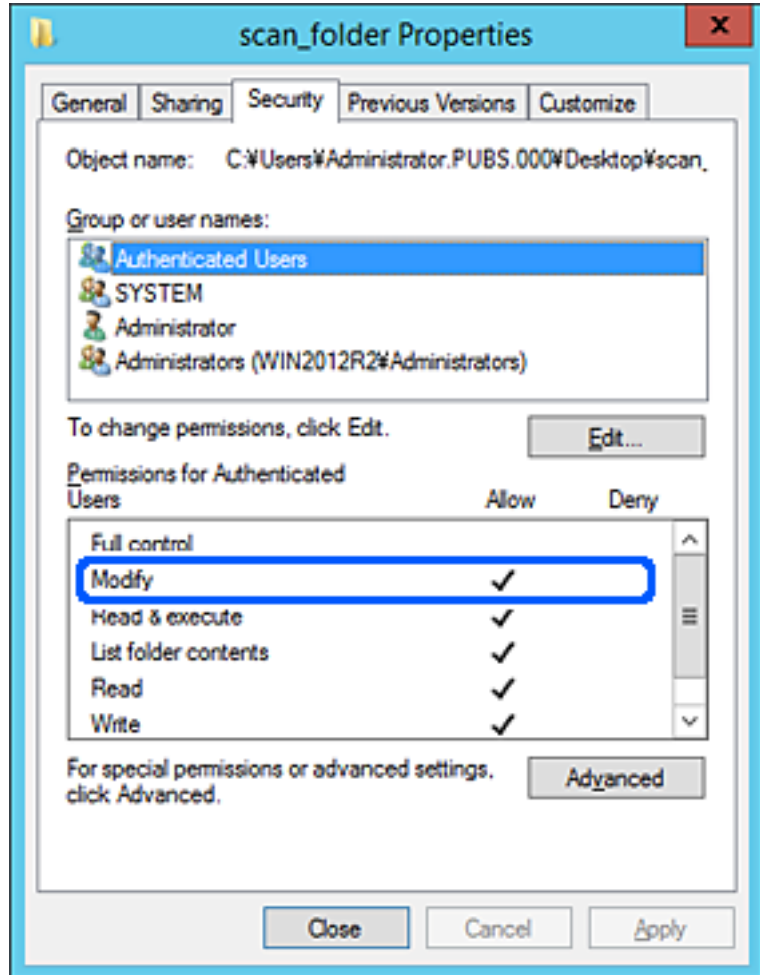 scan_folder Properties
x
General Sharing Security Previous Versions Customize
Object name: C:¥Users¥Administrator.PUBS.000¥Desktop¥scan_
Group or user names:
Authenticated Users
SYSTEM
Administrator
Administrators (WIN2012R2¥Administrators)
To change permissions, click Edit.
Edit...
Permissions for Authenticated
Users Allow Deny
Full control
Modify
Read & execute
List folder contents
Read
Write
For special permissions or advanced settings,
click Advanced.
Advanced
Close Cancel Apply